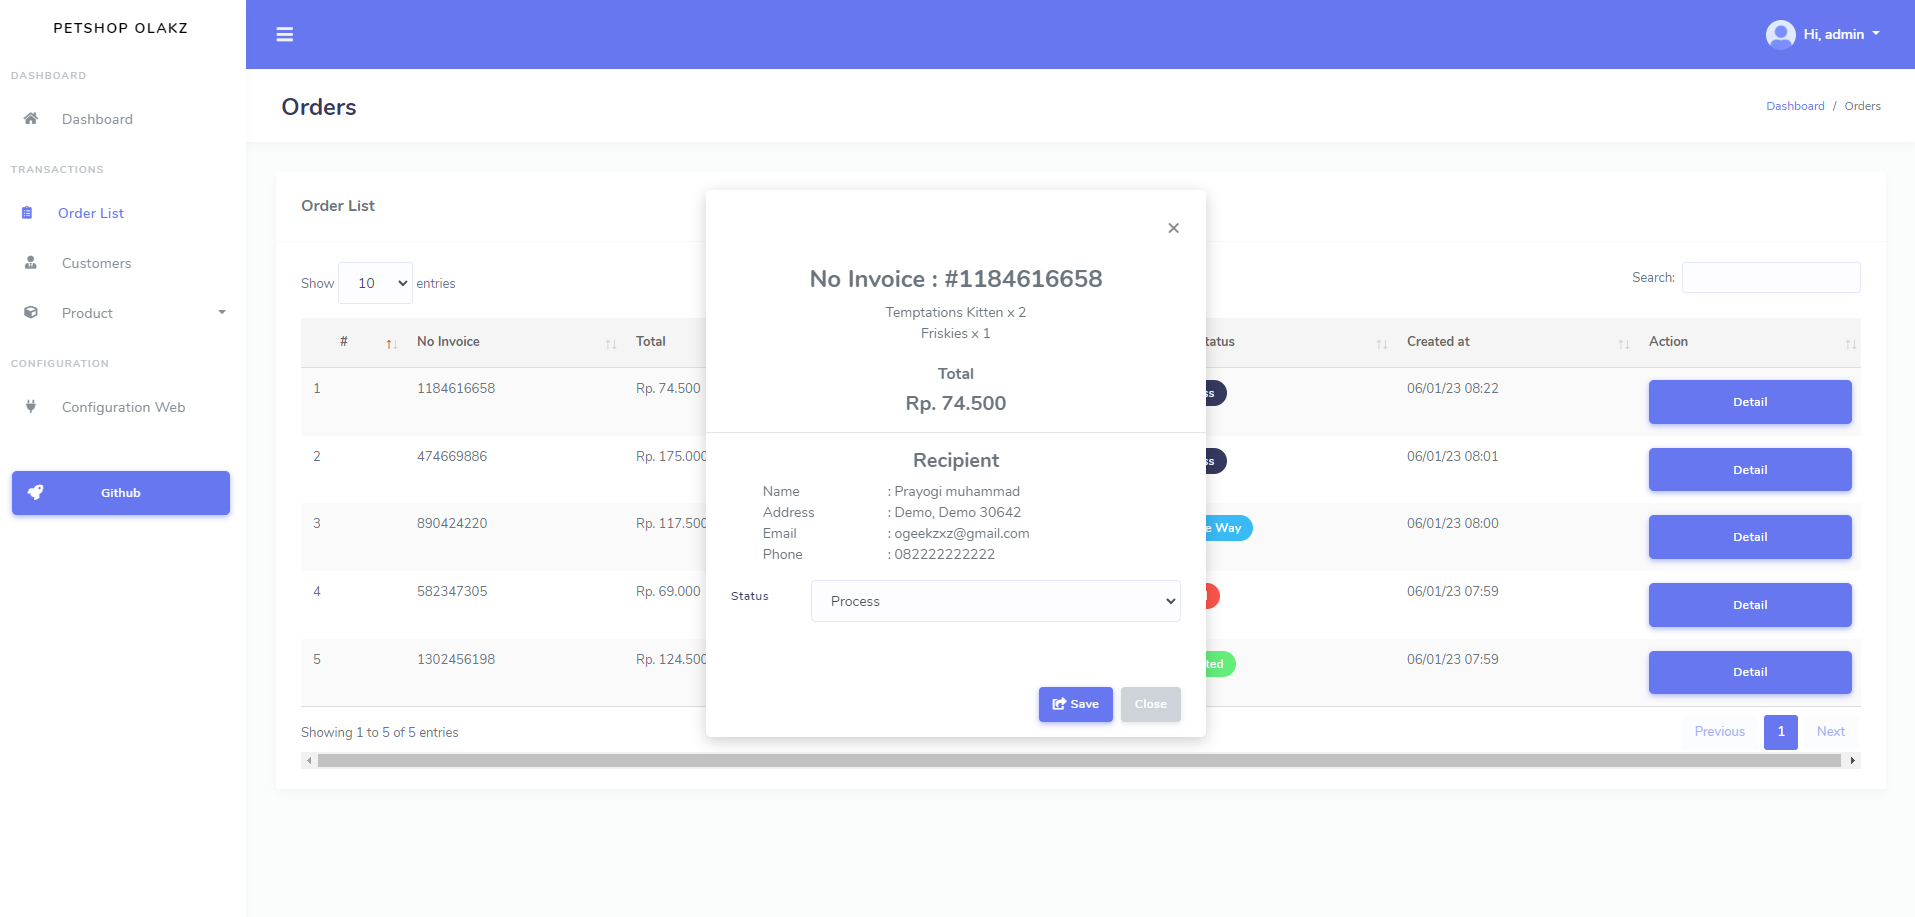 PETSHOP OLAKZ
DASHBOARD
Dashboard
TRANSACTIONS
Order List
Customers
Product
CONFIGURATION
Configuration Web
Github
Hi, admin
Orders
Dashboard / Orders
Order List
Show 10 entries
Search:
# No Invoice Total Created at Action
1 1184616658 Rp. 74.500 06/01/23 08:22 Detail
2 474669886 Rp. 175.000 06/01/23 08:01 Detail
3 890424220 Rp. 117.500 Way 06/01/23 08:00 Detail
4 582347305 Rp. 69.000 06/01/23 07:59 Detail
5 1302456198 Rp. 124.500 06/01/23 07:59 Detail
Showing 1 to 5 of 5 entries
Previous 1 Next
×
No Invoice : #1184616658
Temptations Kitten x 2
Friskies x 1
Total
Rp. 74.500
Recipient
Name : Prayogi muhammad
Address : Demo, Demo 30642
Email : ogeekzxz@gmail.com
Phone : 082222222222
Status Process
Save Close